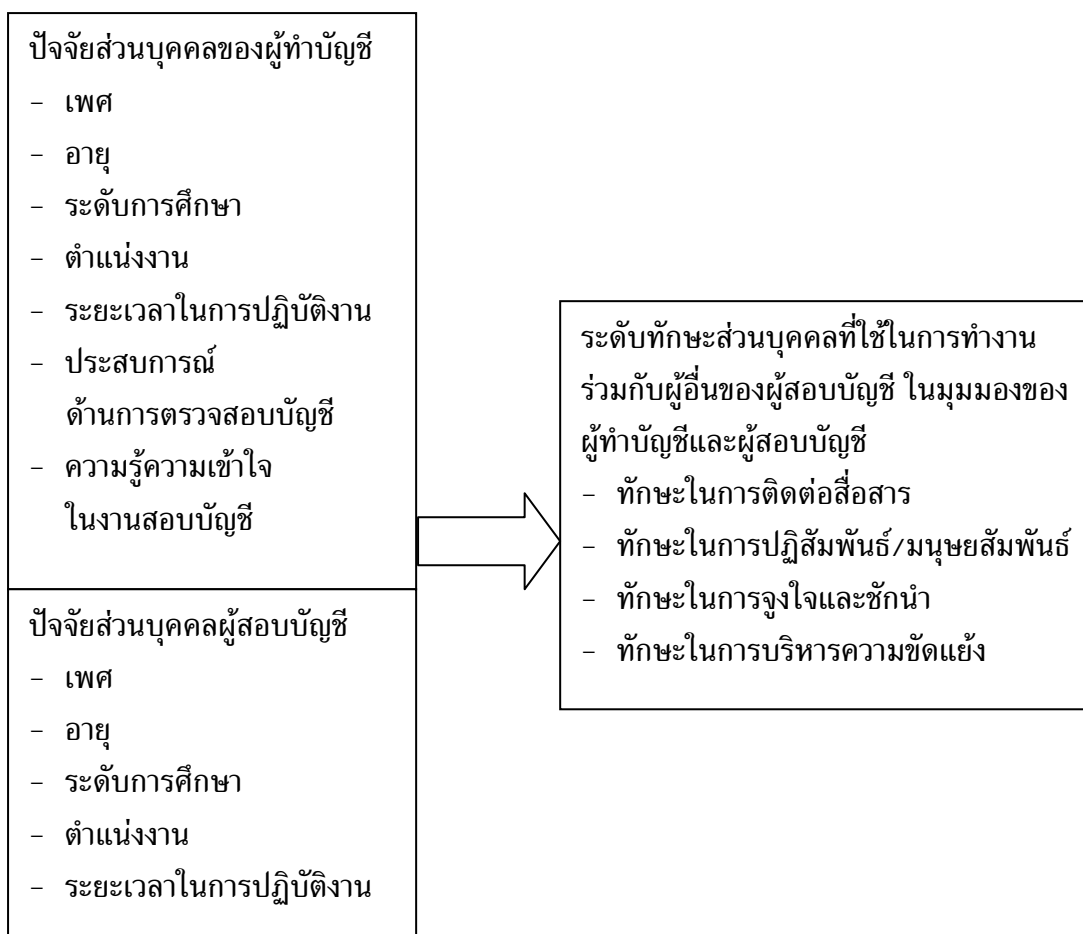 ปัจจัยส่วนบุคคลของผู้ทำบัญชี
– เพศ
– อายุ
– ระดับการศึกษา
– ตำแหน่งงาน
– ระยะเวลาในการปฏิบัติงาน
– ประสบการณ์
ด้านการตรวจสอบบัญชี
– ความรู้ความเข้าใจ
ในงานสอบบัญชี
ปัจจัยส่วนบุคคลผู้สอบบัญชี
– เพศ
– อายุ
– ระดับการศึกษา
– ตำแหน่งงาน
– ระยะเวลาในการปฏิบัติงาน
ระดับทักษะส่วนบุคคลที่ใช้ในการทำงาน
ร่วมกับผู้อื่นของผู้สอบบัญชี ในมุมมองของ
ผู้ทำบัญชีและผู้สอบบัญชี
– ทักษะในการติดต่อสื่อสาร
– ทักษะในการปฏิสัมพันธ์/มนุษยสัมพันธ์
– ทักษะในการจูงใจและชักนำ
– ทักษะในการบริหารความขัดแย้ง